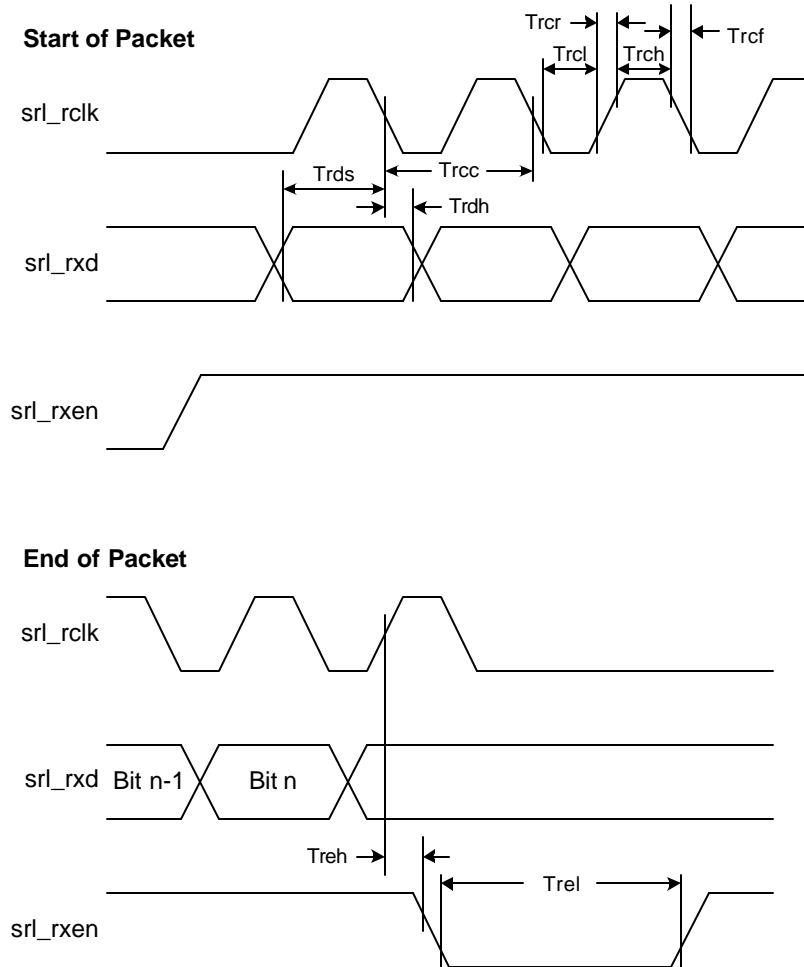 Start of Packet
Trcr
Trcf
Trcl
Trch
srl_rclk
Trds
Trcc
Trdh
srl_rxd
srl_rxen
End of Packet
srl_rclk
srl_rxd
Bit n-1
Bit n
Treh
Trel
srl_rxen